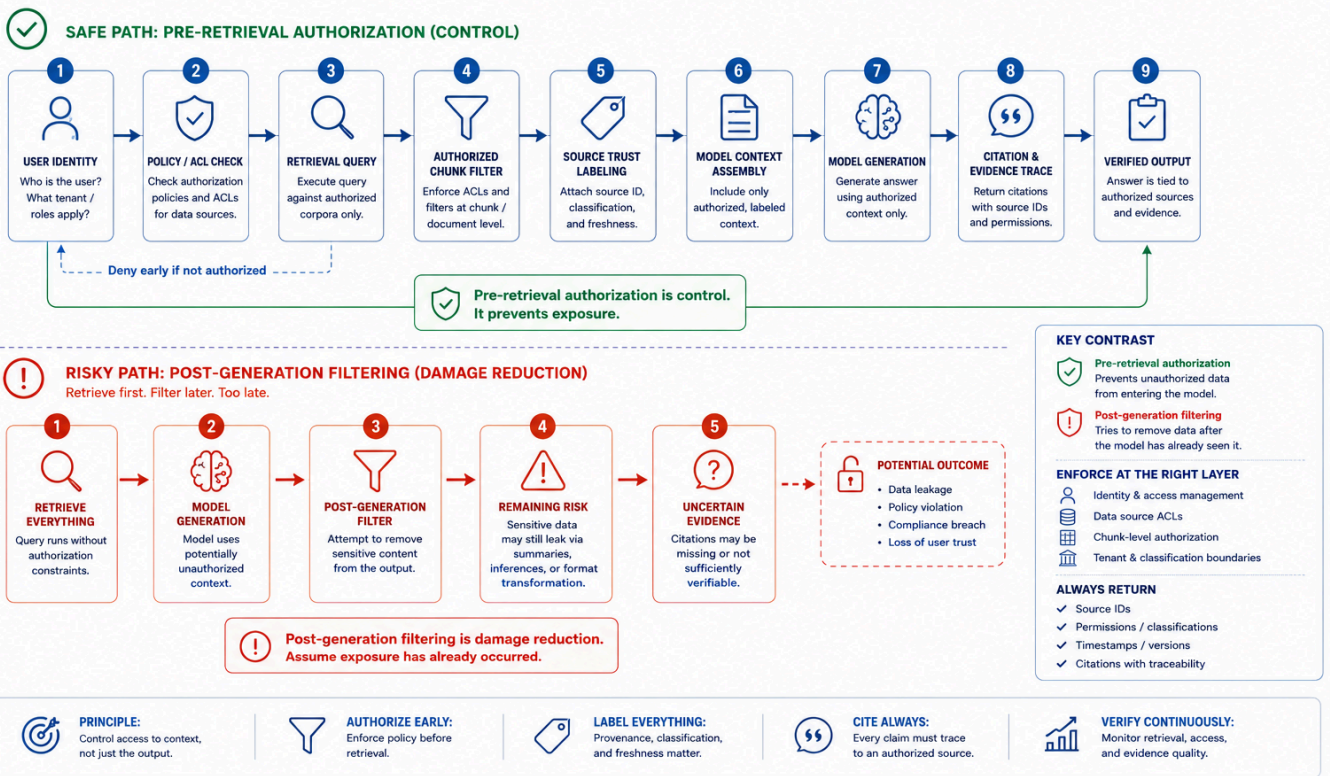 SAFE PATH: PRE-RETRIEVAL AUTHORIZATION (CONTROL)
1
USER IDENTITY
Who is the user?
What tenant /
roles apply?
2
POLICY / ACL CHECK
Check authorization
policies and ACLs
for data sources.
3
RETRIEVAL QUERY
Execute query
against authorized
corpora only.
4
AUTHORIZED
CHUNK FILTER
Enforce ACLs and
filters at chunk /
document level.
5
SOURCE TRUST
LABELING
Attach source ID,
classification,
and freshness.
6
MODEL CONTEXT
ASSEMBLY
Include only
authorized, labeled
context.
7
MODEL GENERATION
Generate answer
using authorized
context only.
8
CITATION &
EVIDENCE TRACE
Return citations
with source IDs
and permissions.
9
VERIFIED OUTPUT
Answer is tied to
authorized sources
and evidence.
Deny early if not authorized
Pre-retrieval authorization is control.
It prevents exposure.
RISKY PATH: POST-GENERATION FILTERING (DAMAGE REDUCTION)
Retrieve first. Filter later. Too late.
1
RETRIEVE
EVERYTHING
Query runs without
authorization
constraints.
2
MODEL
GENERATION
Model uses
potentially
unauthorized
context.
3
POST-GENERATION
FILTER
Attempt to remove
sensitive content
from the output.
4
REMAINING RISK
Sensitive data
may still leak via
summaries,
inferences, or format
transformation.
5
UNCERTAIN
EVIDENCE
Citations may be
missing or not
sufficiently
verifiable.
POTENTIAL OUTCOME
• Data leakage
• Policy violation
• Compliance breach
• Loss of user trust
Post-generation filtering is damage reduction.
Assume exposure has already occurred.
KEY CONTRAST
Pre-retrieval authorization
Prevents unauthorized data
from entering the model.
Post-generation filtering
Tries to remove data after
the model has already seen it.
ENFORCE AT THE RIGHT LAYER
Identity & access management
Data source ACLs
Chunk-level authorization
Tenant & classification boundaries
ALWAYS RETURN
Source IDs
Permissions / classifications
Timestamps / versions
Citations with traceability
PRINCIPLE:
Control access to context,
not just the output.
AUTHORIZE EARLY:
Enforce policy before
retrieval.
LABEL EVERYTHING:
Provenance, classification,
and freshness matter.
CITE ALWAYS:
Every claim must trace
to an authorized source.
VERIFY CONTINUOUSLY:
Monitor retrieval, access,
and evidence quality.